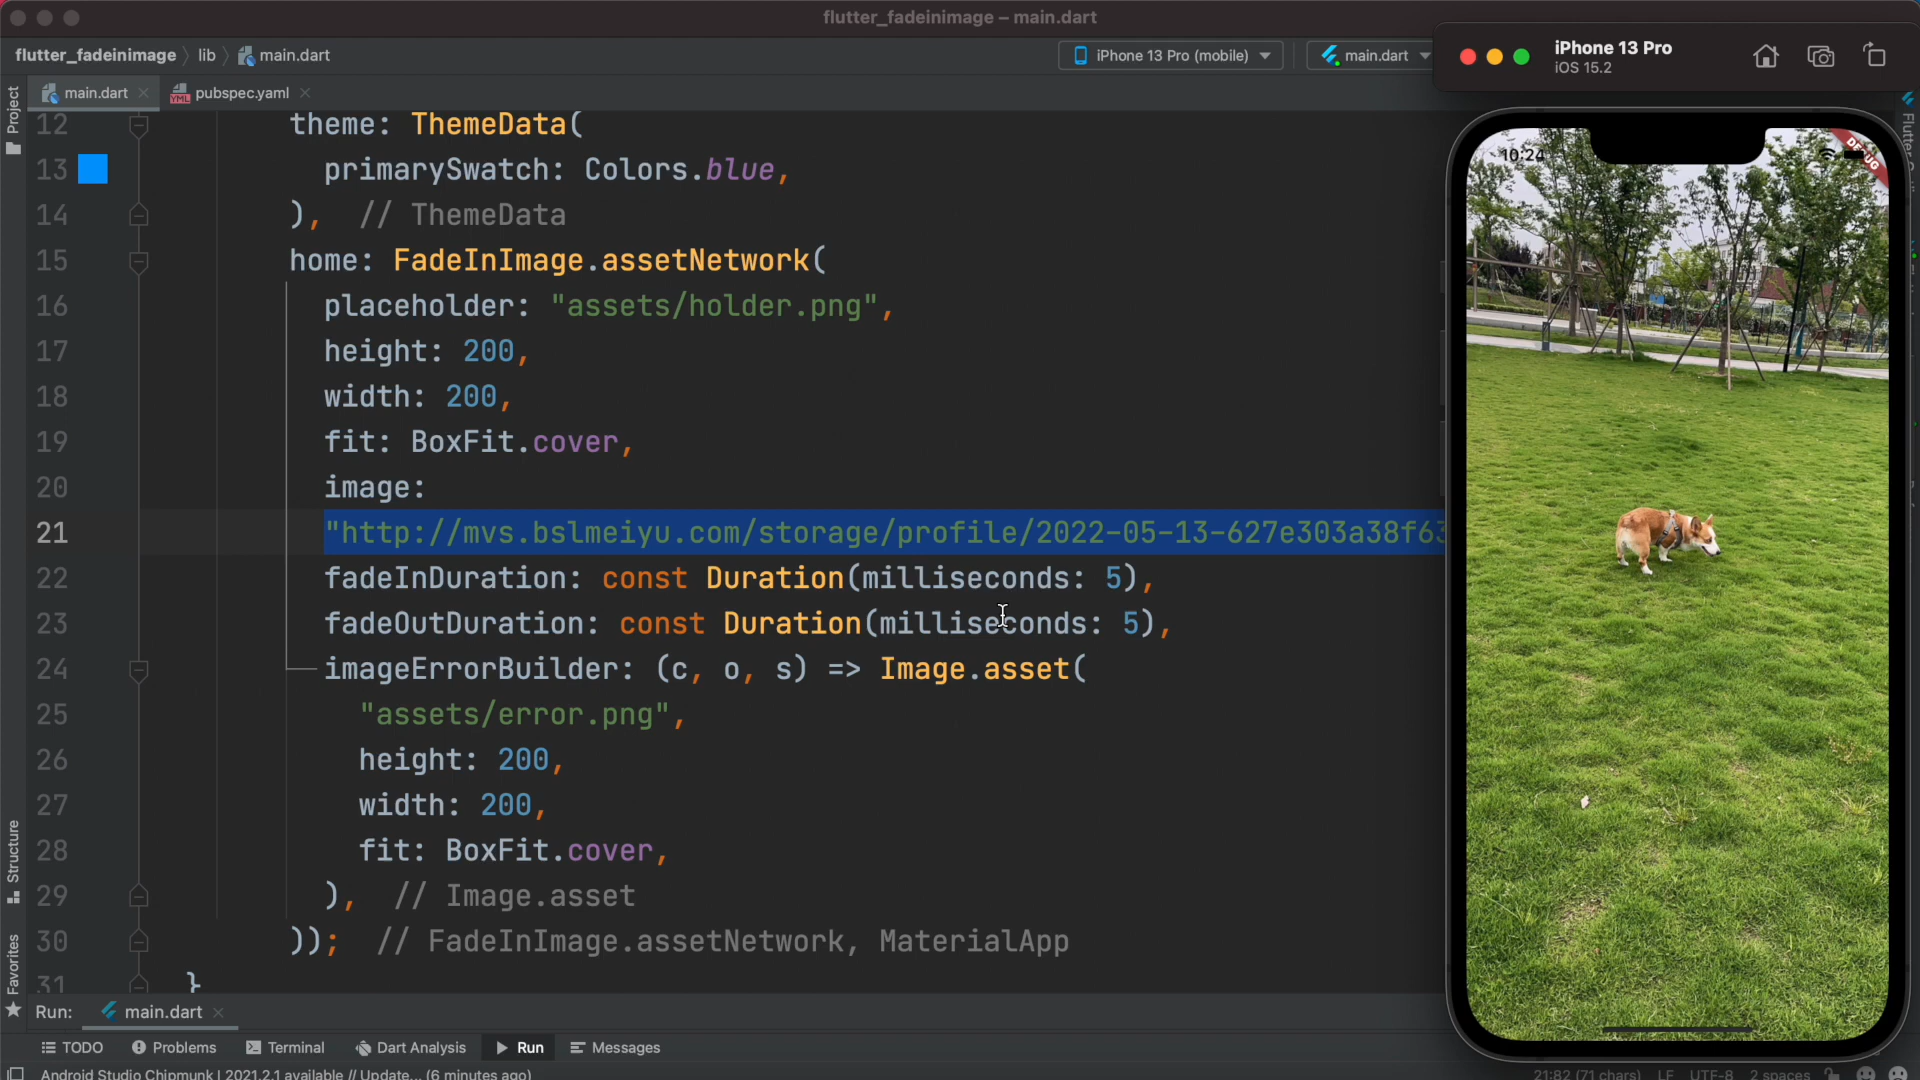 flutter_fadeinimage – main.dart
flutter_fadeinimage
lib
main.dart
iPhone 13 Pro (mobile)
main.dart
iPhone 13 Pro
iOS 15.2
main.dart
pubspec.yaml
Project
12 theme: ThemeData(
13 primarySwatch: Colors.blue,
14 ), // ThemeData
15 home: FadeInImage.assetNetwork(
16 placeholder: "assets/holder.png",
17 height: 200,
18 width: 200,
19 fit: BoxFit.cover,
20 image:
21 "http://mvs.bslmeiyu.com/storage/profile/2022-05-13-627e303a38f63
22 fadeInDuration: const Duration(milliseconds: 5),
23 fadeOutDuration: const Duration(milliseconds: 5),
24 imageErrorBuilder: (c, o, s) => Image.asset(
25 "assets/error.png",
26 height: 200,
27 width: 200,
28 fit: BoxFit.cover,
29 ), // Image.asset
30 )); // FadeInImage.assetNetwork, MaterialApp
31 }
10:24
DEBUG
Structure
Favorites
Run:
main.dart
TODO
Problems
Terminal
Dart Analysis
Run
Messages
Android Studio Chipmunk | 2021.2.1 available // Update... (6 minutes ago)
21:82 (71 chars) LF UTF-8 2 spaces